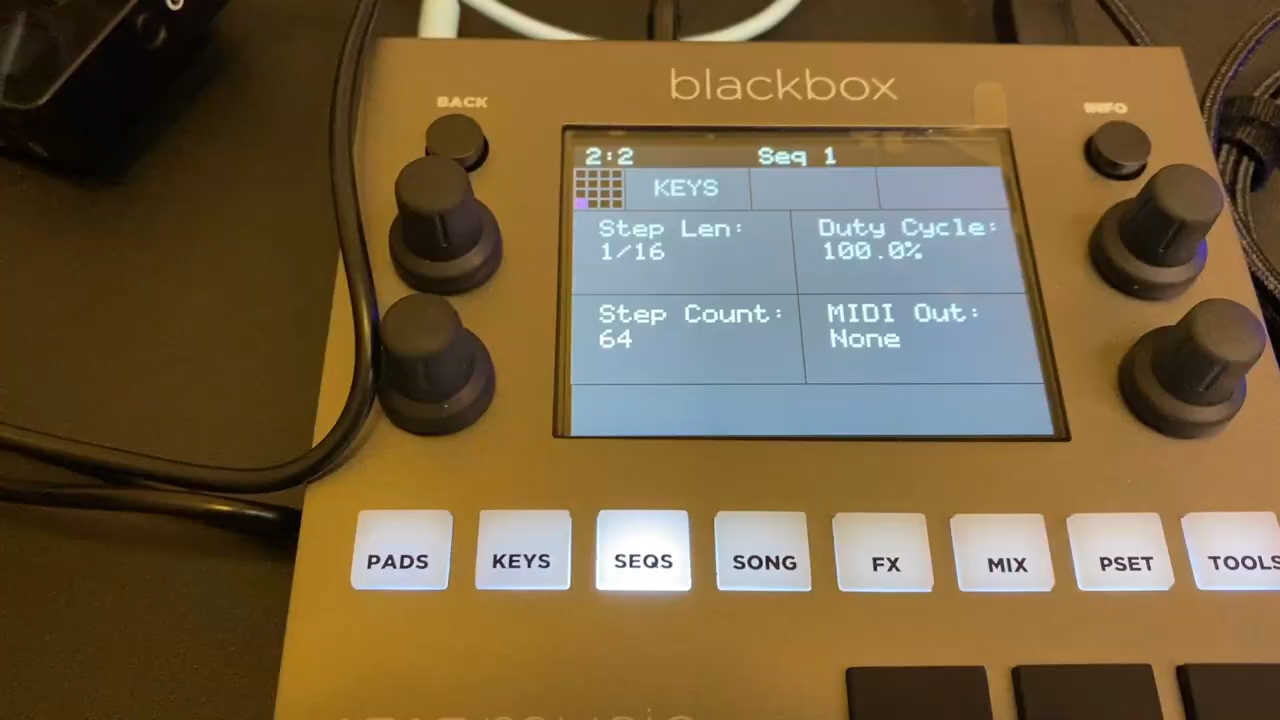 blackbox
BACK
INFO
2:2 Seq 1
KEYS
Step Len:
1/16
Duty Cycle:
100.0%
Step Count:
64
MIDI Out:
None
PADS
KEYS
SEQS
SONG
FX
MIX
PSET
TOOLS